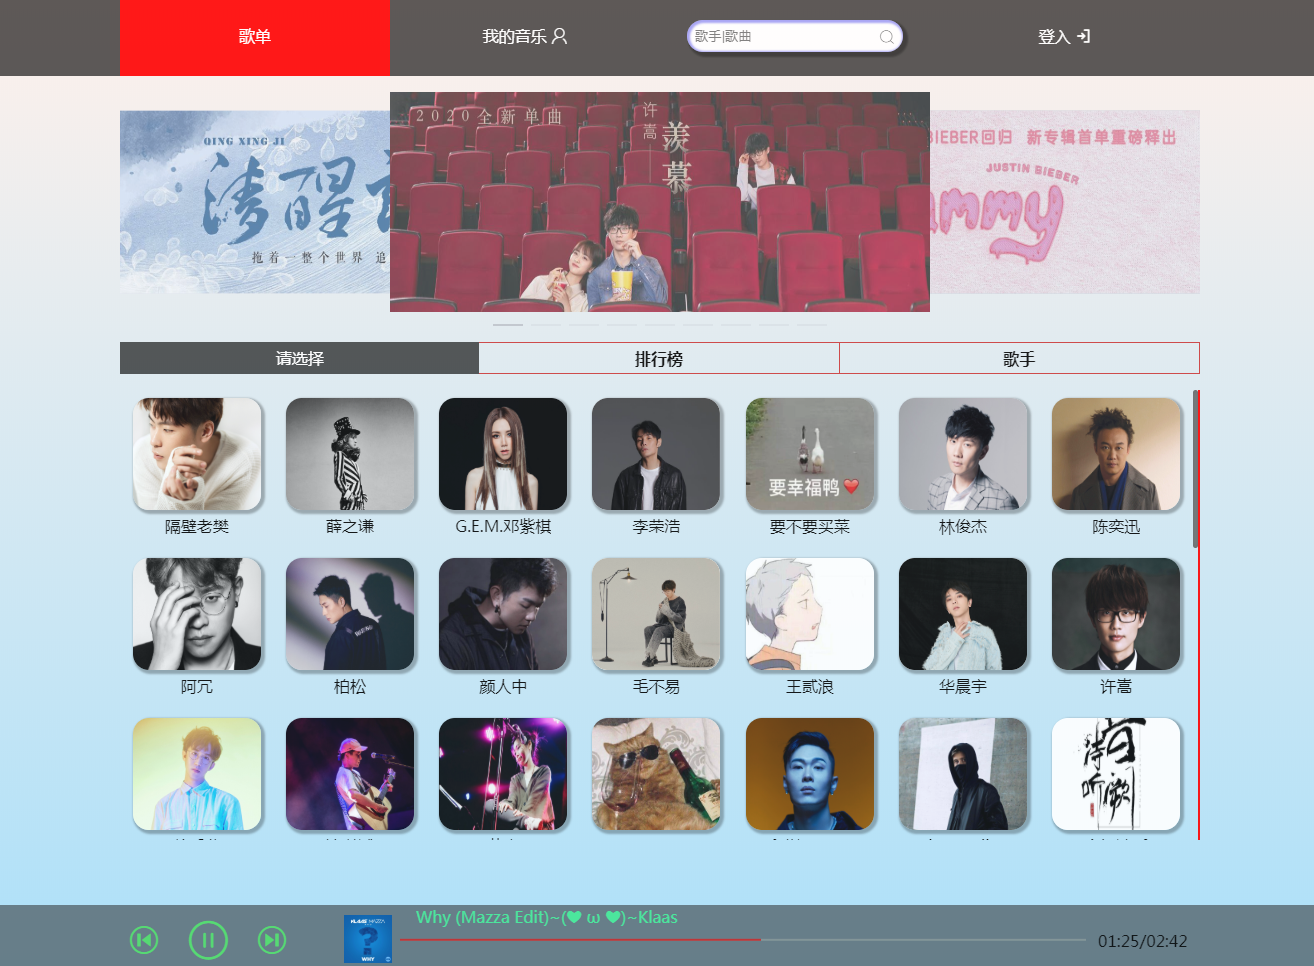 歌单
我的音乐
歌手|歌曲
登入
QING XING JI
清醒
拖着一整个世界 追
2020全新单曲
许嵩
羡慕
BIEBER回归 新专辑首单重磅释出
JUSTIN BIEBER
ummy
请选择
排行榜
歌手
要幸福鸭❤
隔壁老樊
薛之谦
G.E.M.邓紫棋
李荣浩
要不要买菜
林俊杰
陈奕迅
阿冗
柏松
颜人中
毛不易
王贰浪
华晨宇
许嵩
Why (Mazza Edit)~(♥ ω ♥)~Klaas
KLAAS MAZZA
?
WHY
01:25/02:42